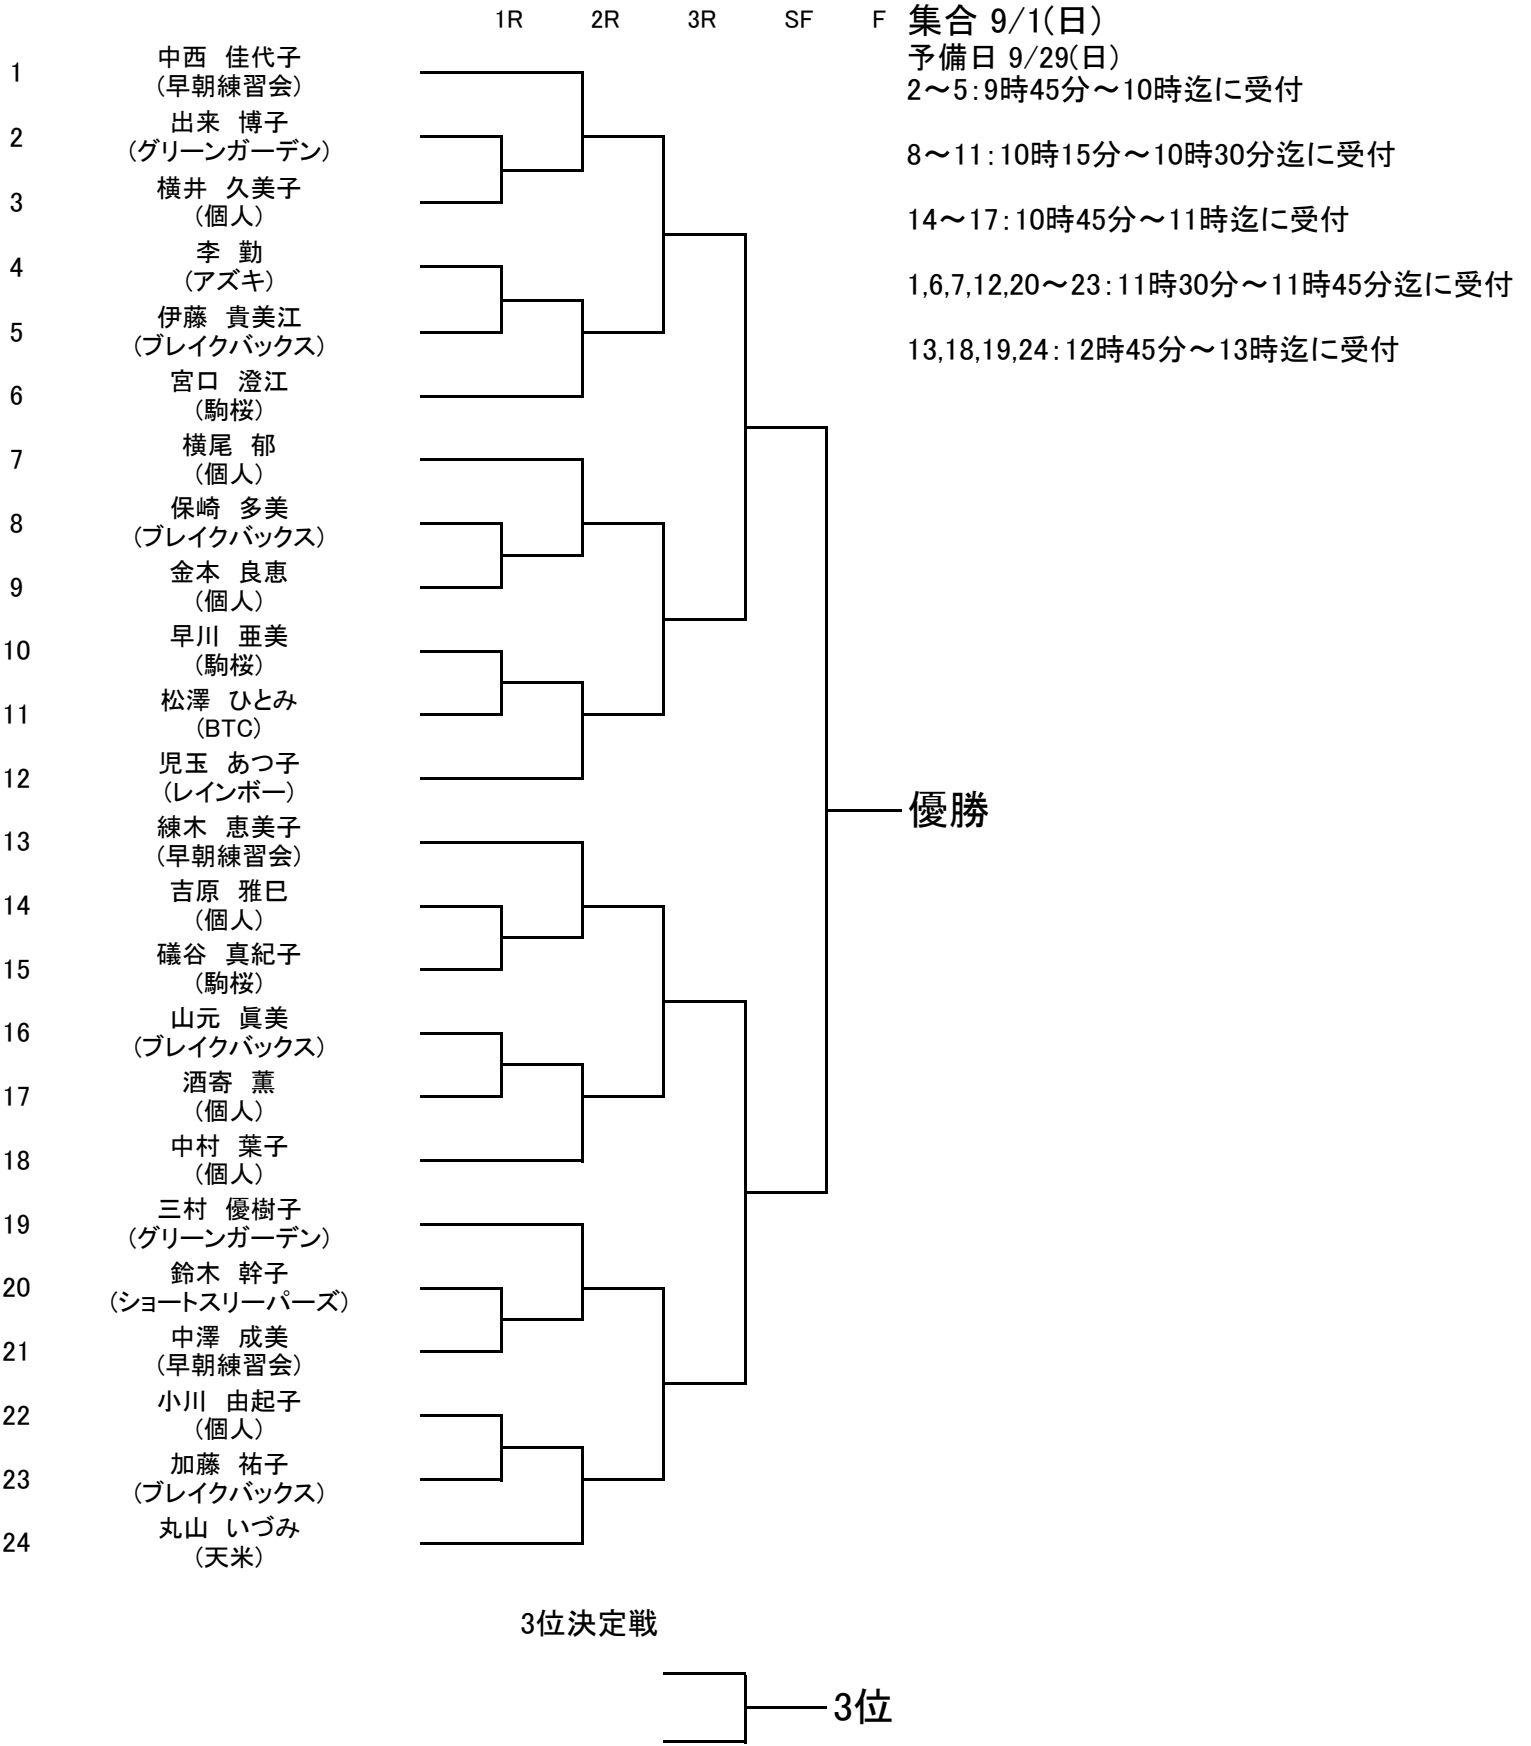 1R 2R 3R SF F 集合 9/1(日)
予備日 9/29(日)
1 中西 佳代子
(早朝練習会)
2～5：9時45分～10時迄に受付
2 出来 博子
(グリーンガーデン)
8～11：10時15分～10時30分迄に受付
3 横井 久美子
(個人)
14～17：10時45分～11時迄に受付
4 李 勤
(アズキ)
1,6,7,12,20～23：11時30分～11時45分迄に受付
5 伊藤 貴美江
(ブレイクバックス)
13,18,19,24：12時45分～13時迄に受付
6 宮口 澄江
(駒桜)
7 横尾 郁
(個人)
8 保崎 多美
(ブレイクバックス)
9 金本 良恵
(個人)
10 早川 亜美
(駒桜)
11 松澤 ひとみ
(BTC)
12 児玉 あつ子
(レインボー)
優勝
13 練木 恵美子
(早朝練習会)
14 吉原 雅巳
(個人)
15 礒谷 真紀子
(駒桜)
16 山元 眞美
(ブレイクバックス)
17 酒寄 薫
(個人)
18 中村 葉子
(個人)
19 三村 優樹子
(グリーンガーデン)
20 鈴木 幹子
(ショートスリーパーズ)
21 中澤 成美
(早朝練習会)
22 小川 由起子
(個人)
23 加藤 祐子
(ブレイクバックス)
24 丸山 いづみ
(天米)
3位決定戦
3位